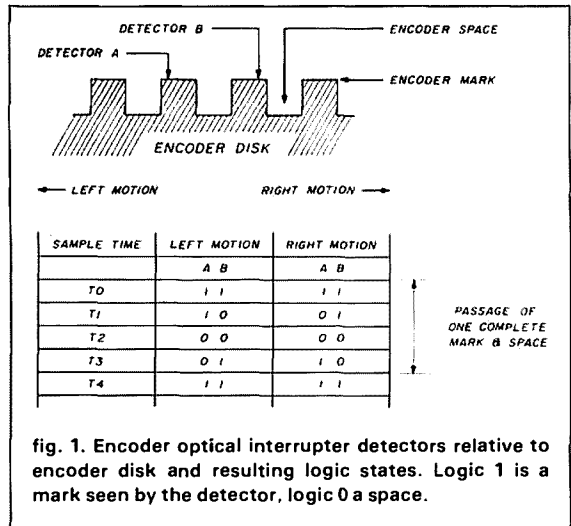 DETECTOR B
ENCODER SPACE
DETECTOR A
ENCODER MARK
ENCODER DISK
LEFT MOTION
RIGHT MOTION
SAMPLE TIME LEFT MOTION RIGHT MOTION
A B A B
T0 1 1 1 1
T1 1 0 0 1
T2 0 0 0 0
T3 0 1 1 0
T4 1 1 1 1
PASSAGE OF
ONE COMPLETE
MARK & SPACE
fig. 1. Encoder optical interrupter detectors relative to
encoder disk and resulting logic states. Logic 1 is a
mark seen by the detector, logic 0 a space.